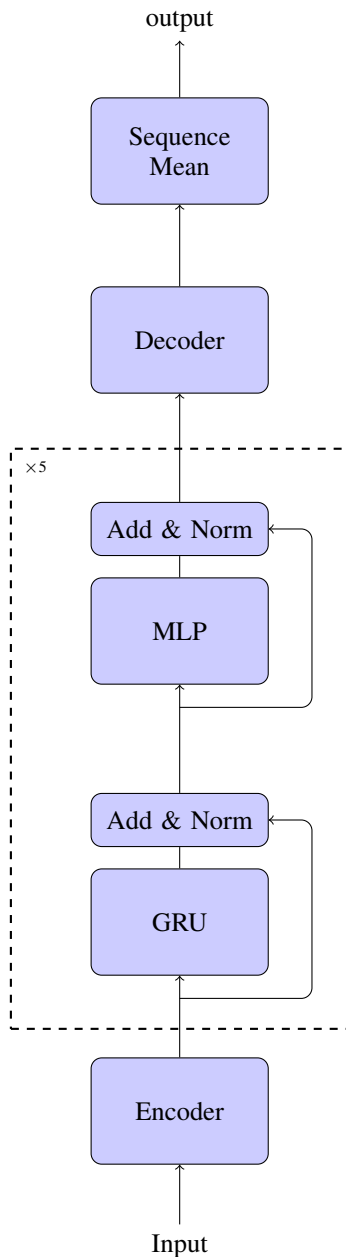 output
Sequence
Mean
Decoder
×5
Add & Norm
MLP
Add & Norm
GRU
Encoder
Input